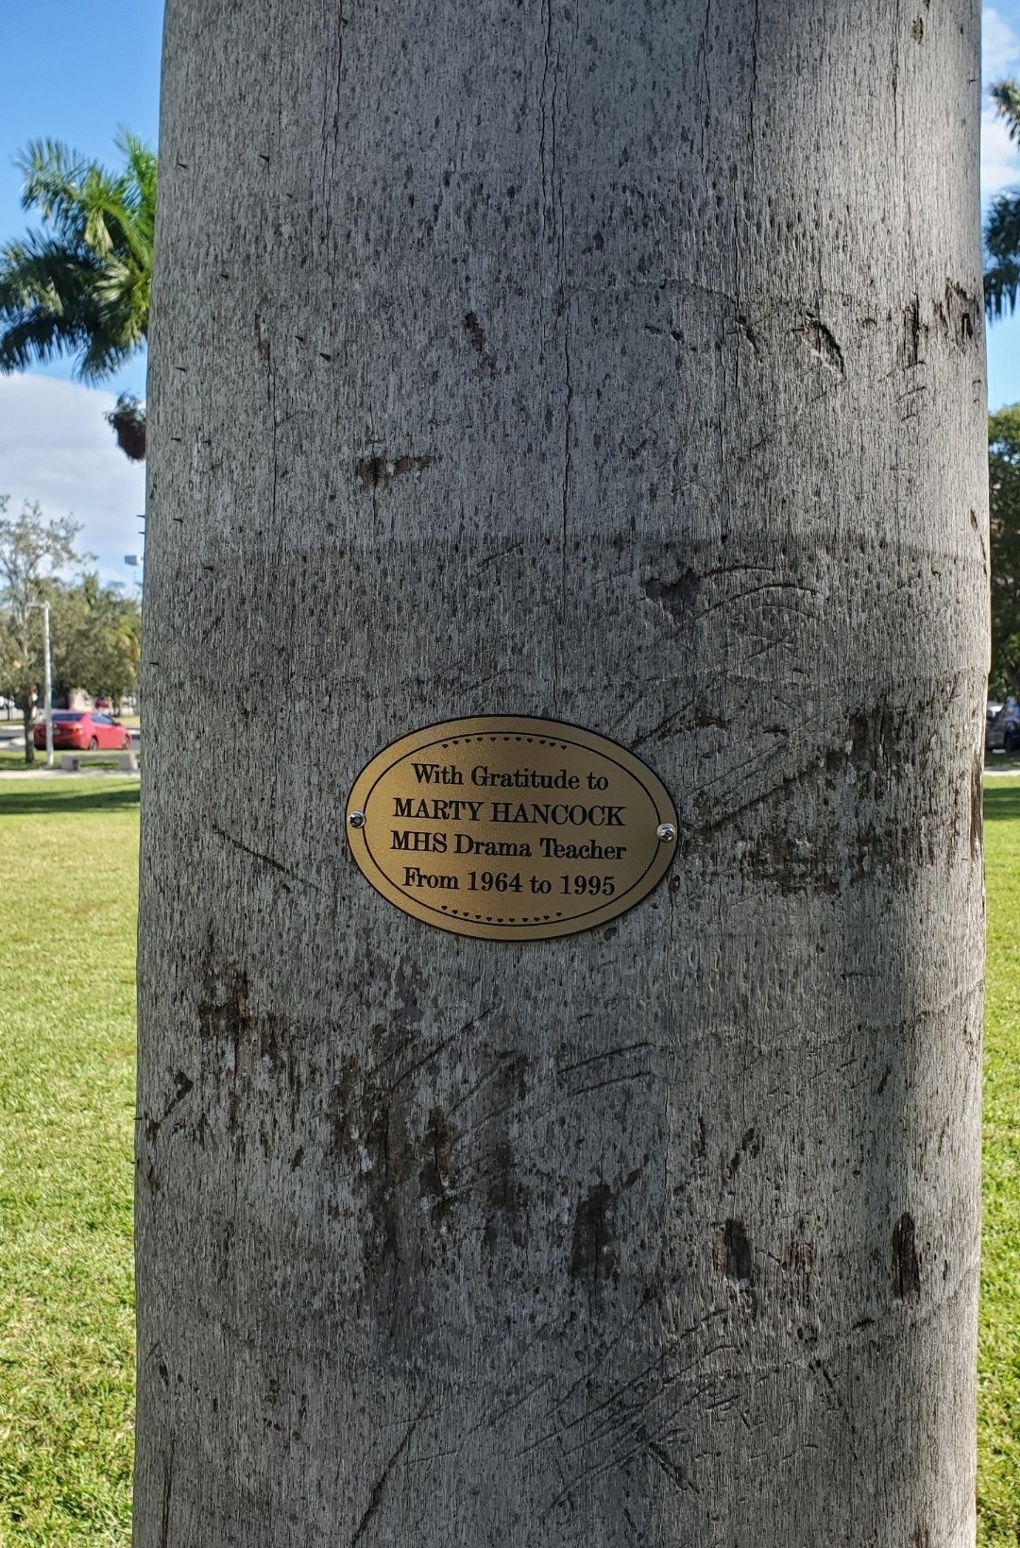 With Gratitude to
MARTY HANCOCK
MHS Drama Teacher
From 1964 to 1995